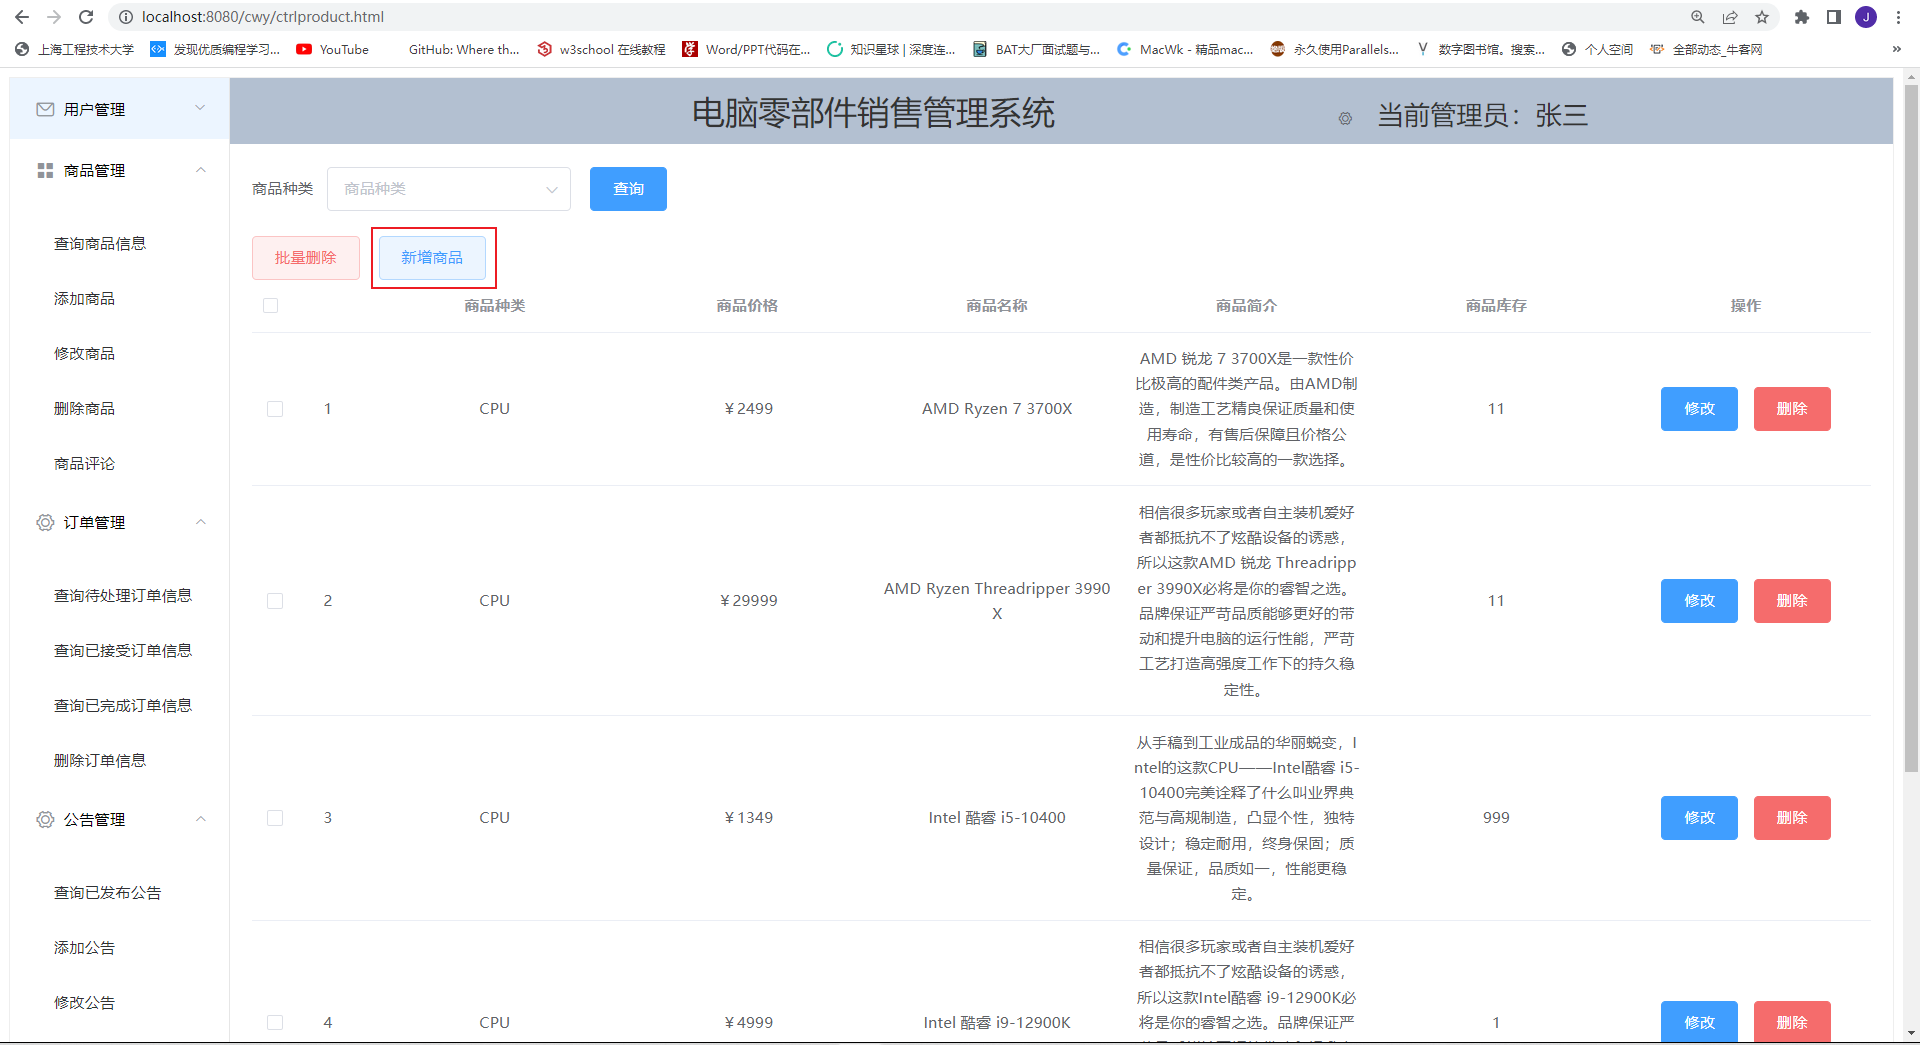 localhost:8080/cwy/ctrlproduct.html
J
上海工程技术大学
发现优质编程学习...
YouTube
GitHub: Where th...
w3school 在线教程
Word/PPT代码在...
知识星球 | 深度连...
BAT大厂面试题与...
MacWk - 精品mac...
永久使用Parallels...
数字图书馆。搜索...
个人空间
全部动态_牛客网
»
用户管理
商品管理
查询商品信息
添加商品
修改商品
删除商品
商品评论
订单管理
查询待处理订单信息
查询已接受订单信息
查询已完成订单信息
删除订单信息
公告管理
查询已发布公告
添加公告
修改公告
电脑零部件销售管理系统
当前管理员：张三
商品种类
商品种类
查询
批量删除
新增商品
商品种类
商品价格
商品名称
商品简介
商品库存
操作
1
CPU
￥2499
AMD Ryzen 7 3700X
AMD 锐龙 7 3700X是一款性价
比极高的配件类产品。由AMD制
造，制造工艺精良保证质量和使
用寿命，有售后保障且价格公
道，是性价比较高的一款选择。
11
修改
删除
2
CPU
￥29999
AMD Ryzen Threadripper 3990
X
相信很多玩家或者自主装机爱好
者都抵抗不了炫酷设备的诱惑，
所以这款AMD 锐龙 Threadripp
er 3990X必将是你的睿智之选。
品牌保证严苛品质能够更好的带
动和提升电脑的运行性能，严苛
工艺打造高强度工作下的持久稳
定性。
11
修改
删除
3
CPU
￥1349
Intel 酷睿 i5-10400
从手稿到工业成品的华丽蜕变，I
ntel的这款CPU——Intel酷睿 i5-
10400完美诠释了什么叫业界典
范与高规制造，凸显个性，独特
设计；稳定耐用，终身保固；质
量保证，品质如一，性能更稳
定。
999
修改
删除
4
CPU
￥4999
Intel 酷睿 i9-12900K
相信很多玩家或者自主装机爱好
者都抵抗不了炫酷设备的诱惑，
所以这款Intel酷睿 i9-12900K必
将是你的睿智之选。品牌保证严
1
修改
删除